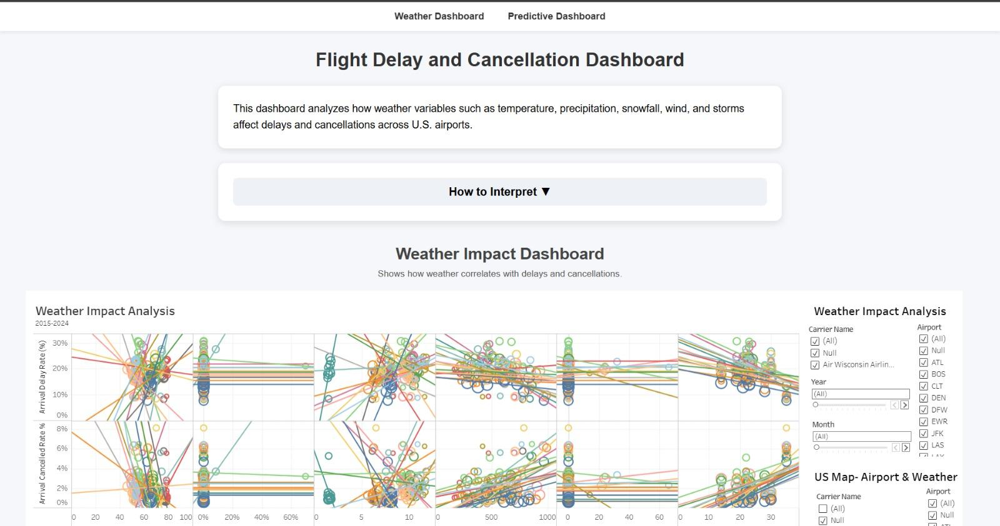 Weather Dashboard Predictive Dashboard
Flight Delay and Cancellation Dashboard
This dashboard analyzes how weather variables such as temperature, precipitation, snowfall, wind, and storms
affect delays and cancellations across U.S. airports.
How to Interpret ▼
Weather Impact Dashboard
Shows how weather correlates with delays and cancellations.
Weather Impact Analysis
2015-2024
Arrival Delay Rate (%)
30%
20%
10%
0%
Arrival Cancelled Rate %
8%
6%
4%
2%
0%
0 20 40 60 80 100 0% 20% 40% 60% 0 5 10 0 500 1000 0 20 40 60 0 10 20 30
Weather Impact Analysis
Carrier Name
(All)
Null
Air Wisconsin Airlin...
Year
(All)
Month
(All)
Airport
(All)
Null
ATL
BOS
CLT
DEN
DFW
EWR
JFK
LAS
US Map- Airport & Weather
Carrier Name
(All)
Null
Airport
(All)
Null